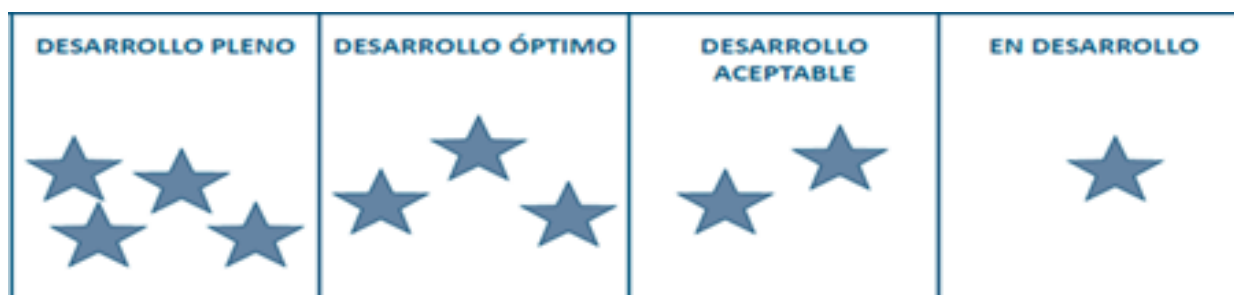 DESARROLLO PLENO
DESARROLLO ÓPTIMO
DESARROLLO
ACEPTABLE
EN DESARROLLO